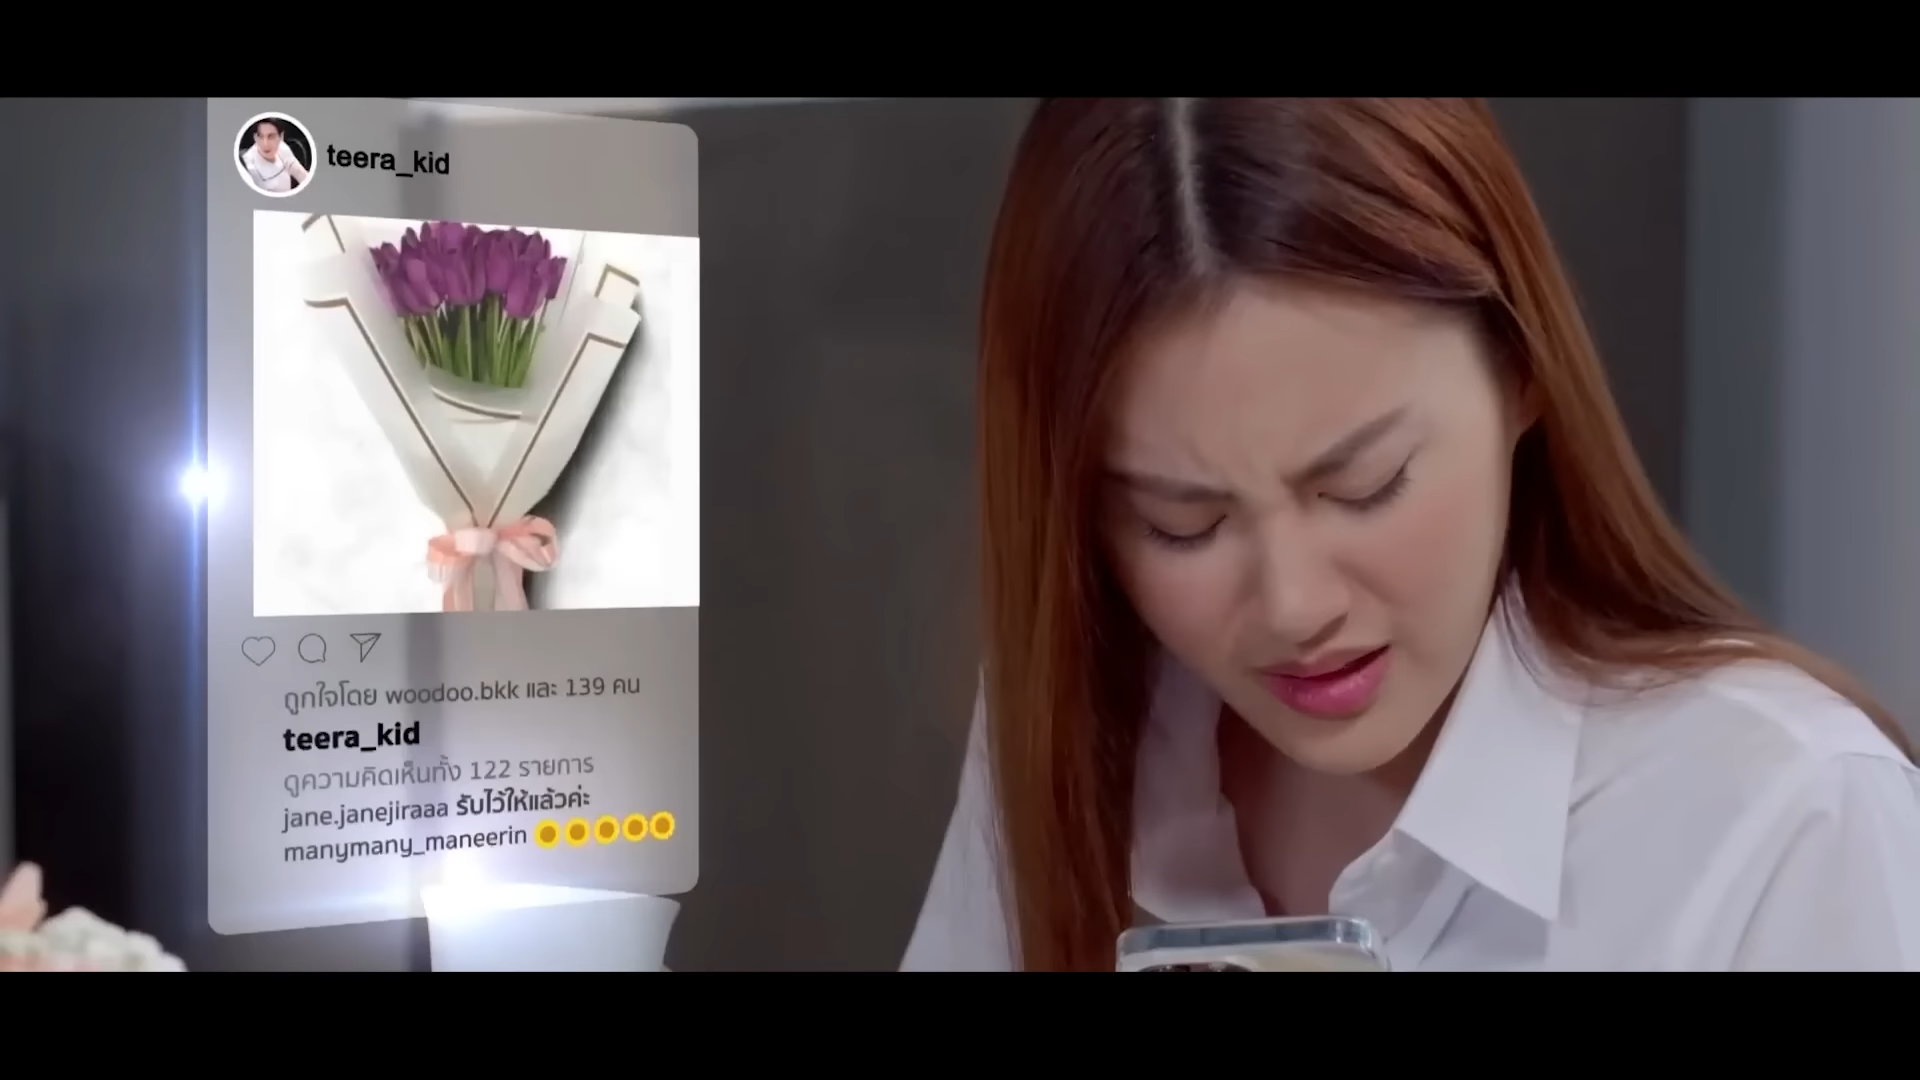 teera_kid
ถูกใจโดย woodoo.bkk และ 139 คน
teera_kid
ดูความคิดเห็นทั้ง 122 รายการ
jane.janejiraaa รับไว้ให้แล้วค่ะ
manymany_maneerin 🌻🌻🌻🌻🌻